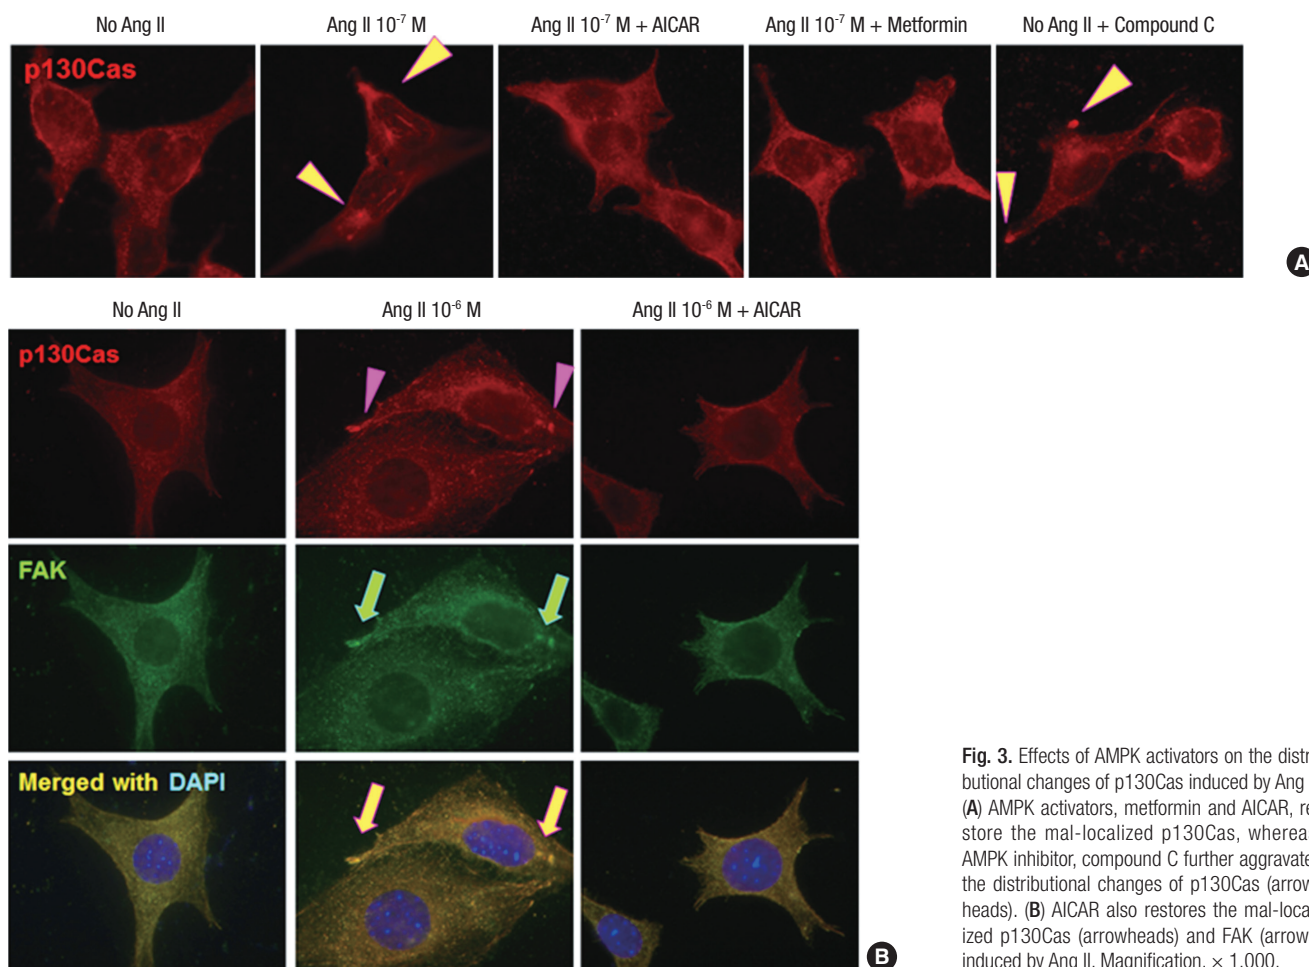 No Ang II
Ang II 10⁻⁷ M
Ang II 10⁻⁷ M + AICAR
Ang II 10⁻⁷ M + Metformin
No Ang II + Compound C
p130Cas
A
No Ang II
Ang II 10⁻⁶ M
Ang II 10⁻⁶ M + AICAR
p130Cas
FAK
Merged with DAPI
B
Fig. 3. Effects of AMPK activators on the distri
butional changes of p130Cas induced by Ang
(A) AMPK activators, metformin and AICAR, re
store the mal-localized p130Cas, whereas
AMPK inhibitor, compound C further aggravate
the distributional changes of p130Cas (arrow
heads). (B) AICAR also restores the mal-local
ized p130Cas (arrowheads) and FAK (arrow
induced by Ang II. Magnification, × 1,000.